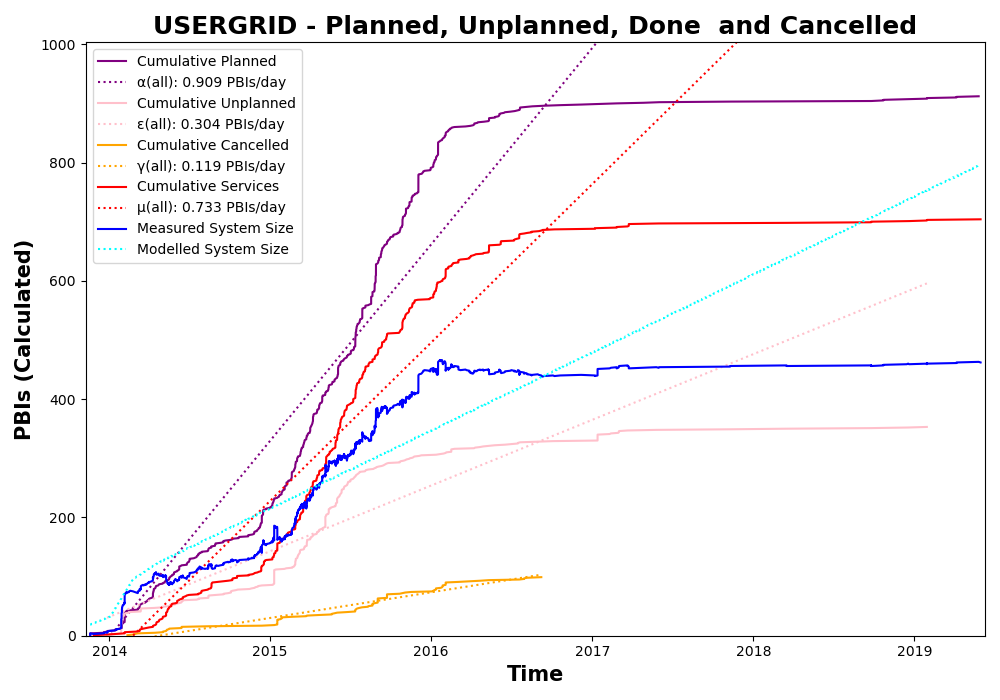 USERGRID - Planned, Unplanned, Done  and Cancelled
PBIs (Calculated)
1000
800
600
400
200
0
Cumulative Planned
α(all): 0.909 PBIs/day
Cumulative Unplanned
ε(all): 0.304 PBIs/day
Cumulative Cancelled
γ(all): 0.119 PBIs/day
Cumulative Services
μ(all): 0.733 PBIs/day
Measured System Size
Modelled System Size
2014 2015 2016 2017 2018 2019
Time